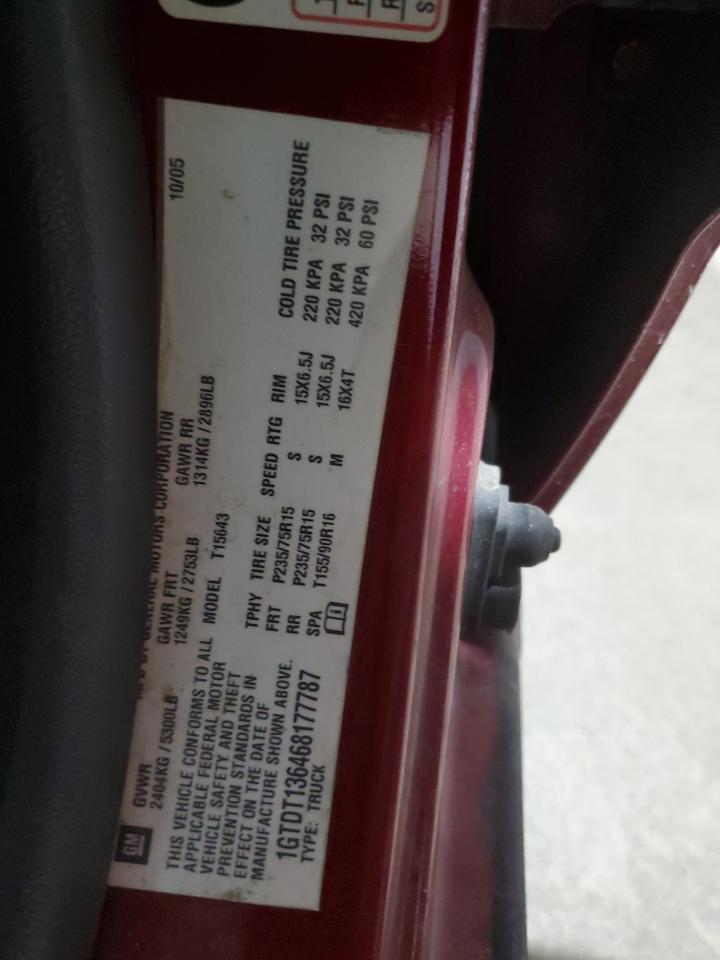 MOTORS CORPORATION
10/05
GM
GVWR
2404KG/5300LB
GAWR FRT
1249KG/2753LB
GAWR RR
1314KG/2896LB
THIS VEHICLE CONFORMS TO ALL
APPLICABLE FEDERAL MOTOR
VEHICLE SAFETY AND THEFT
PREVENTION STANDARDS IN
EFFECT ON THE DATE OF
MANUFACTURE SHOWN ABOVE.
1GTDT136468177787
TYPE: TRUCK
MODEL T15643
TPHY TIRE SIZE SPEED RTG RIM COLD TIRE PRESSURE
FRT P235/75R15 S 15X6.5J 220 KPA 32 PSI
RR P235/75R15 S 15X6.5J 220 KPA 32 PSI
SPA T155/90R16 M 16X4T 420 KPA 60 PSI